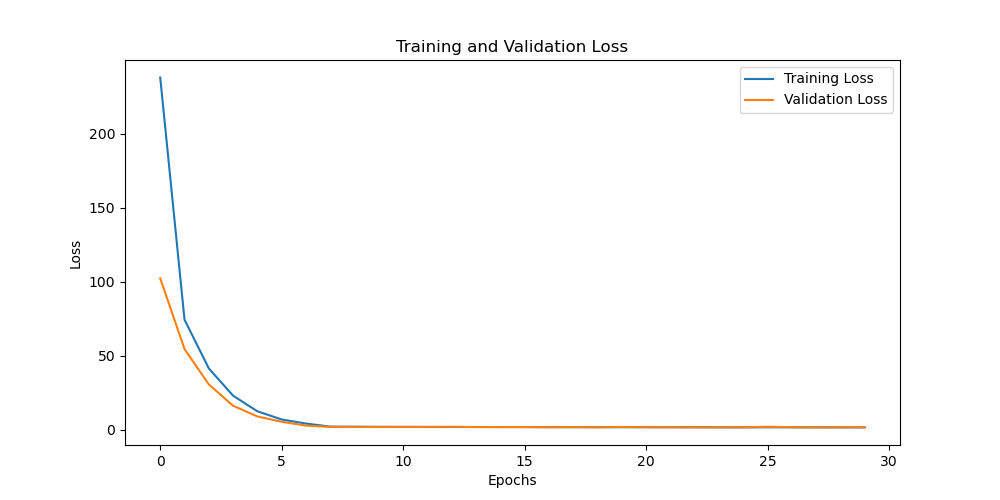 Training and Validation Loss
Training Loss
Validation Loss
200
150
100
50
0
Loss
0 5 10 15 20 25 30
Epochs